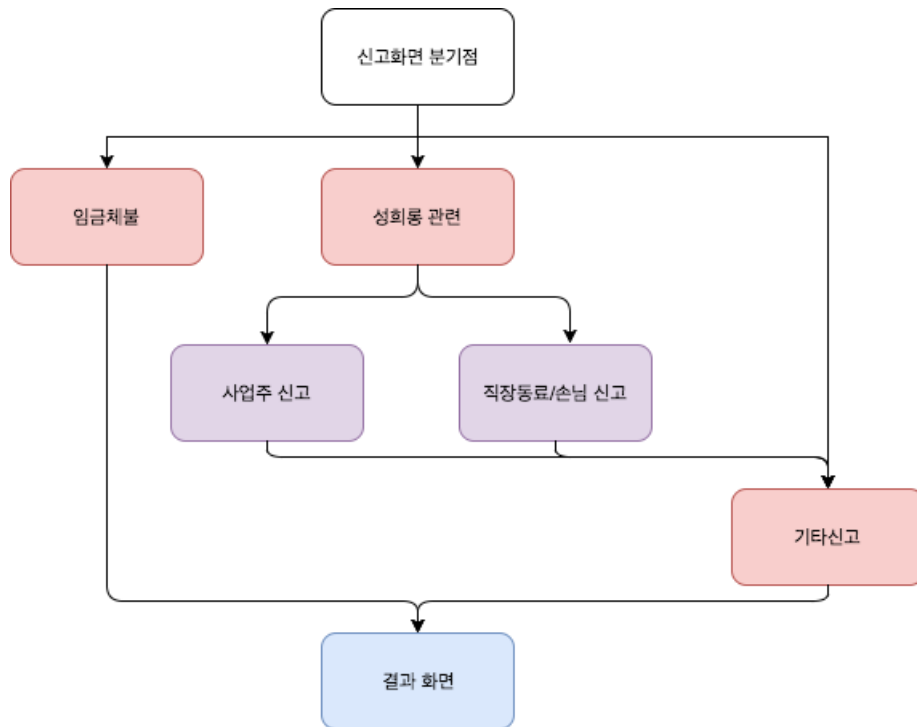 신고화면 분기점
임금체불
성희롱 관련
사업주 신고
직장동료/손님 신고
기타신고
결과 화면